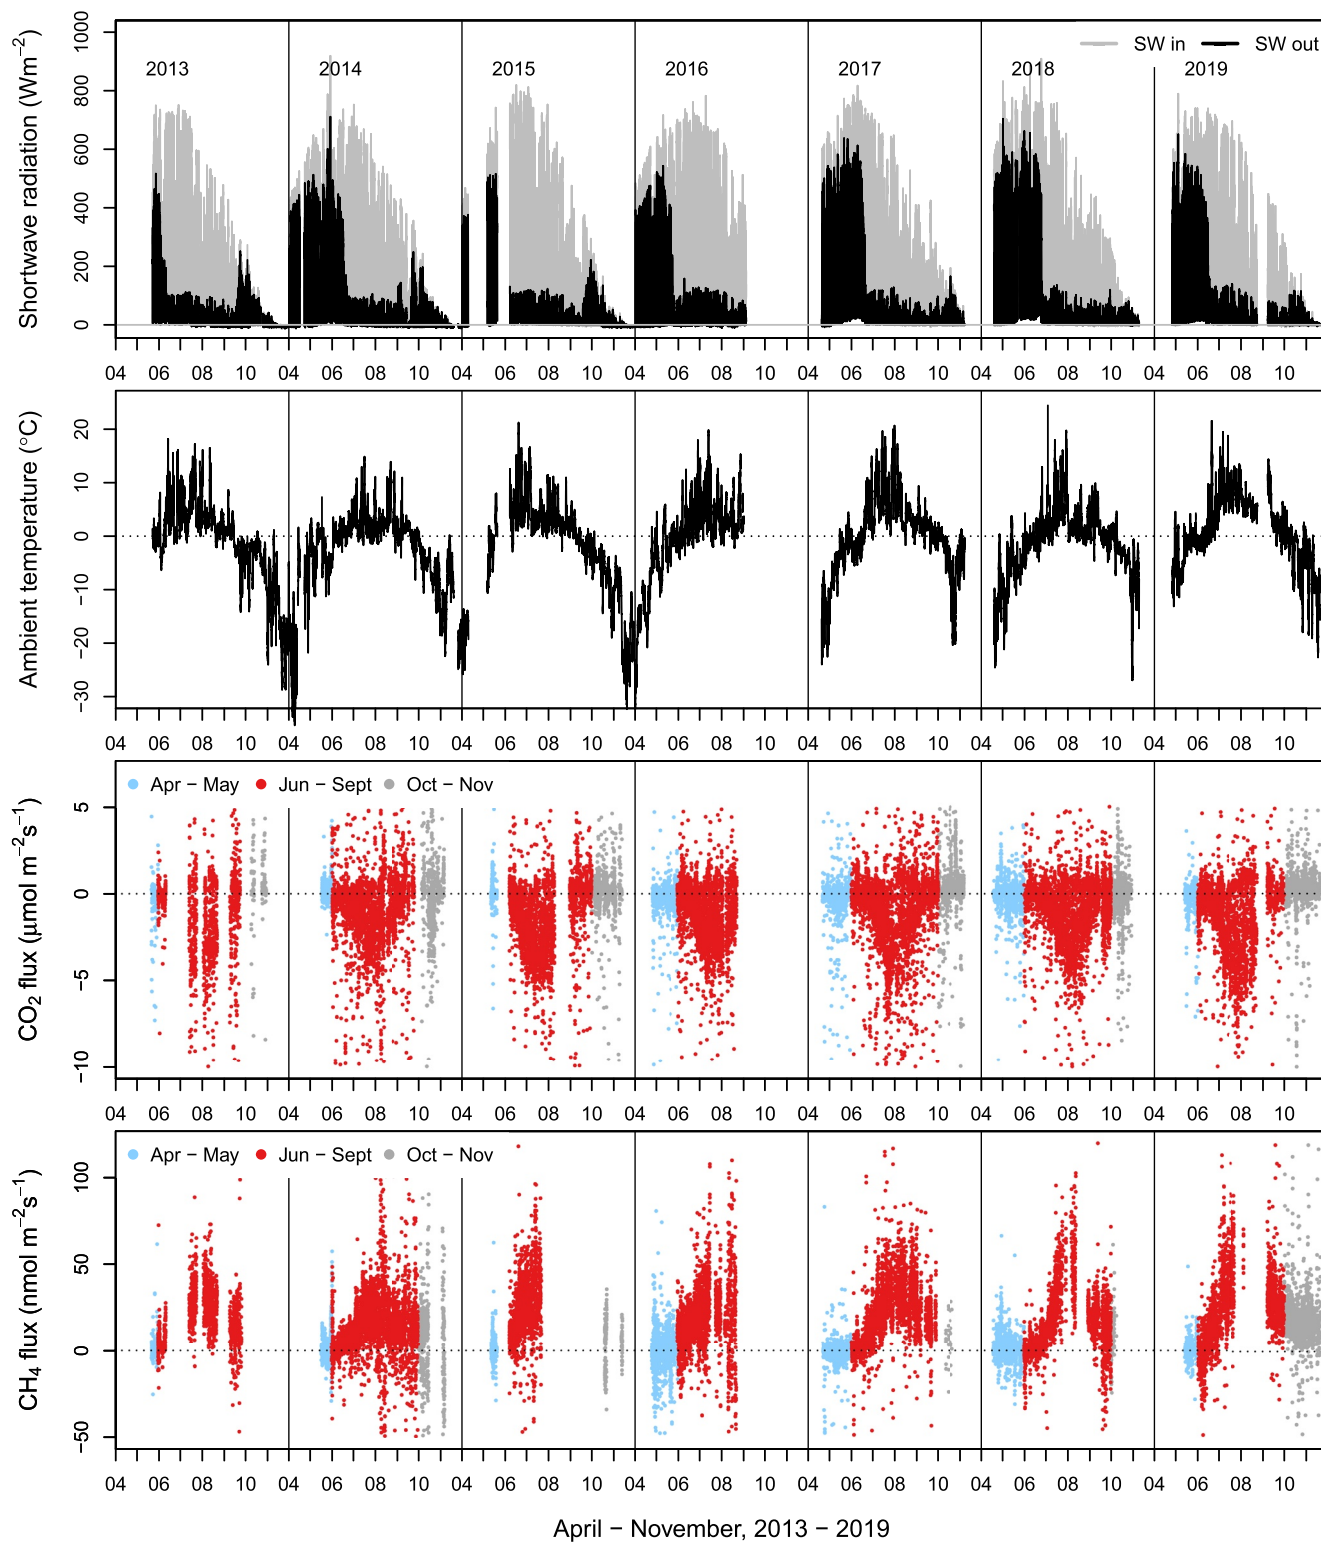 Shortwave radiation (Wm−2)
1000
800
600
400
200
0
SW in SW out
2013 2014 2015 2016 2017 2018 2019
04 06 08 10 04 06 08 10 04 06 08 10 04 06 08 10 04 06 08 10 04 06 08 10 04 06 08 10
Ambient temperature (°C)
20
10
0
−10
−20
−30
04 06 08 10 04 06 08 10 04 06 08 10 04 06 08 10 04 06 08 10 04 06 08 10 04 06 08 10
CO2 flux (μmol m−2s−1)
Apr − May Jun − Sept Oct − Nov
5
0
−5
−10
04 06 08 10 04 06 08 10 04 06 08 10 04 06 08 10 04 06 08 10 04 06 08 10 04 06 08 10
CH4 flux (nmol m−2s−1)
Apr − May Jun − Sept Oct − Nov
100
50
0
−50
04 06 08 10 04 06 08 10 04 06 08 10 04 06 08 10 04 06 08 10 04 06 08 10 04 06 08 10
April − November, 2013 − 2019